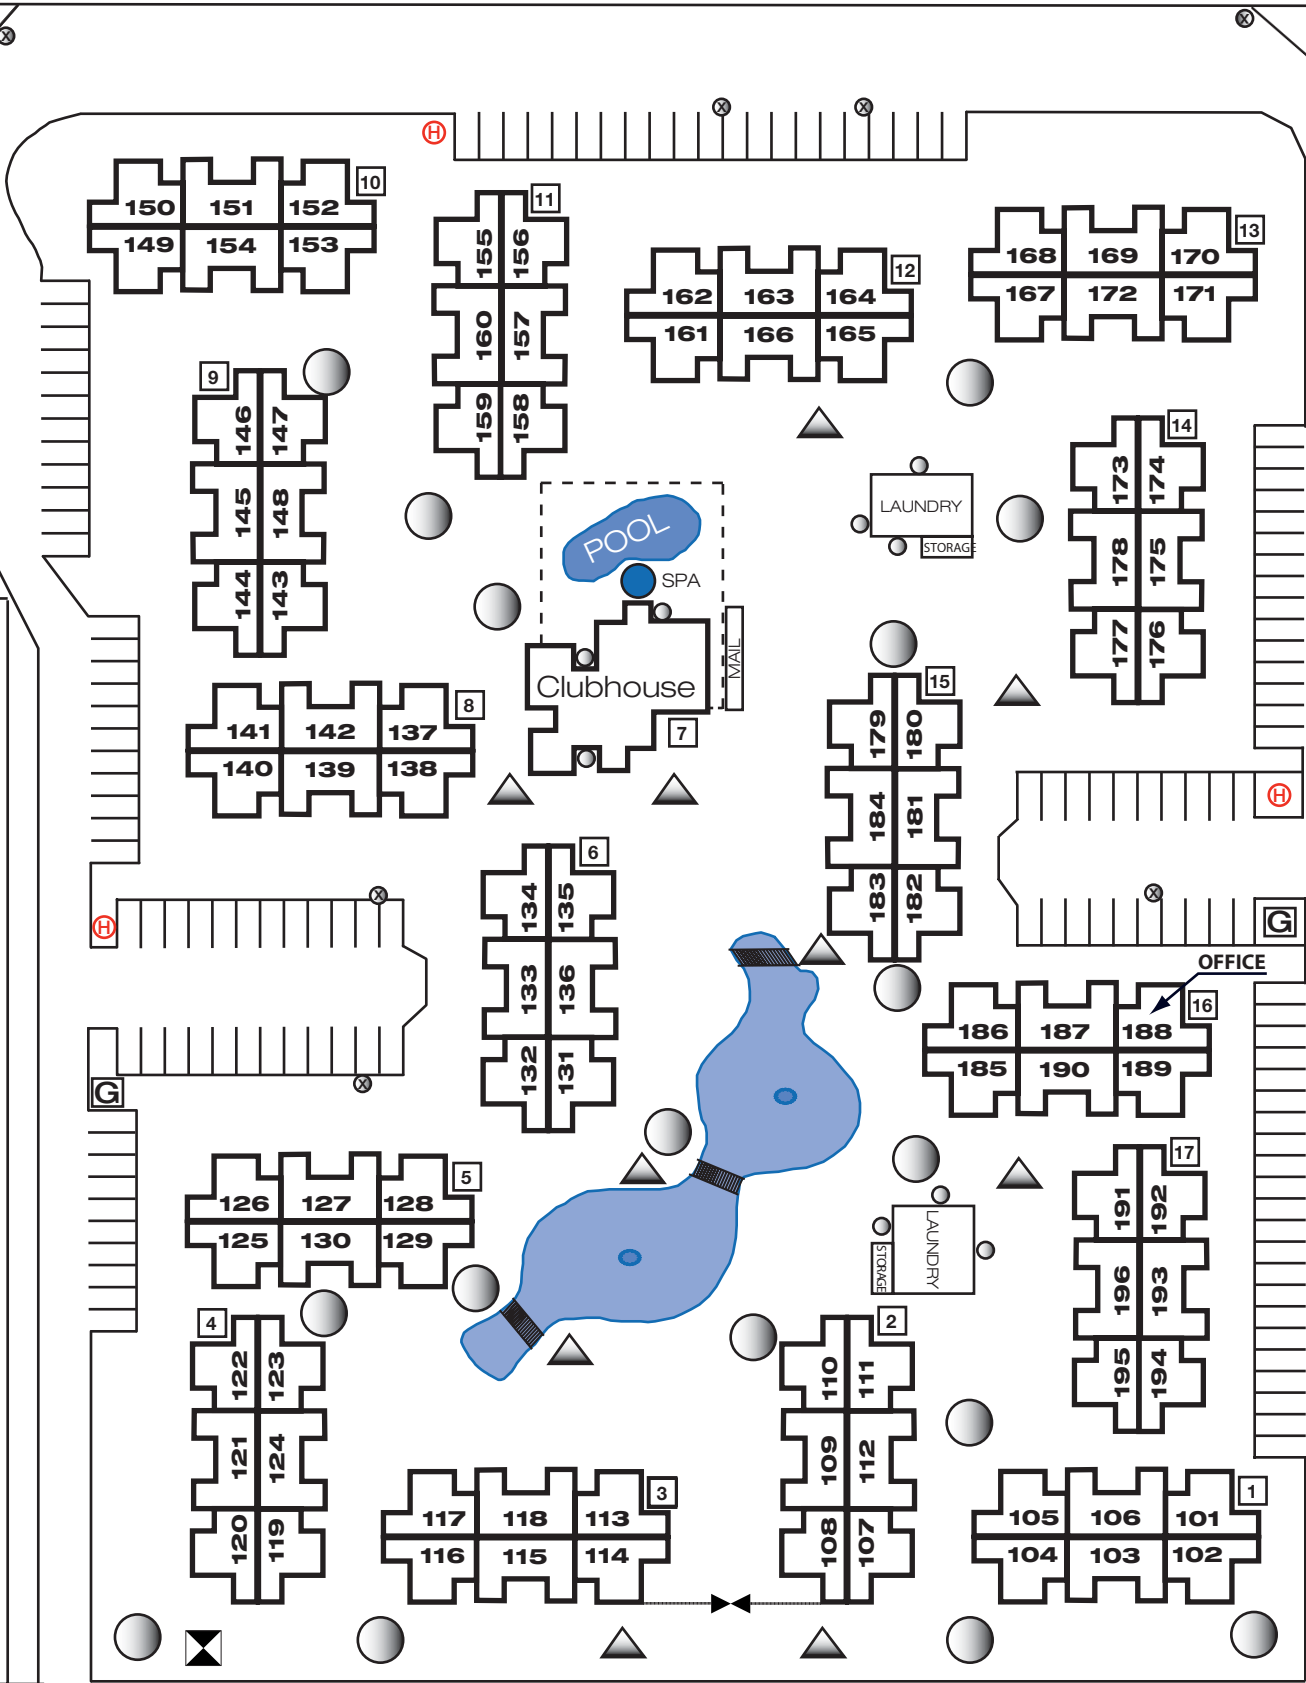 X
X
X
X
H
10
150 151 152
149 154 153
11
155 156
160 157
159 158
12
162 163 164
161 166 165
13
168 169 170
167 172 171
9
146 147
145 148
144 143
POOL
SPA
Clubhouse
MAIL
7
LAUNDRY
STORAGE
14
173 174
178 175
177 176
8
141 142 137
140 139 138
15
179 180
184 181
183 182
H
X
G
6
134 135
133 136
132 131
X
H
X
G
OFFICE
16
186 187 188
185 190 189
5
126 127 128
125 130 129
17
191 192
196 193
195 194
LAUNDRY
STORAGE
4
122 123
121 124
120 119
2
110 111
109 112
108 107
3
117 118 113
116 115 114
1
105 106 101
104 103 102